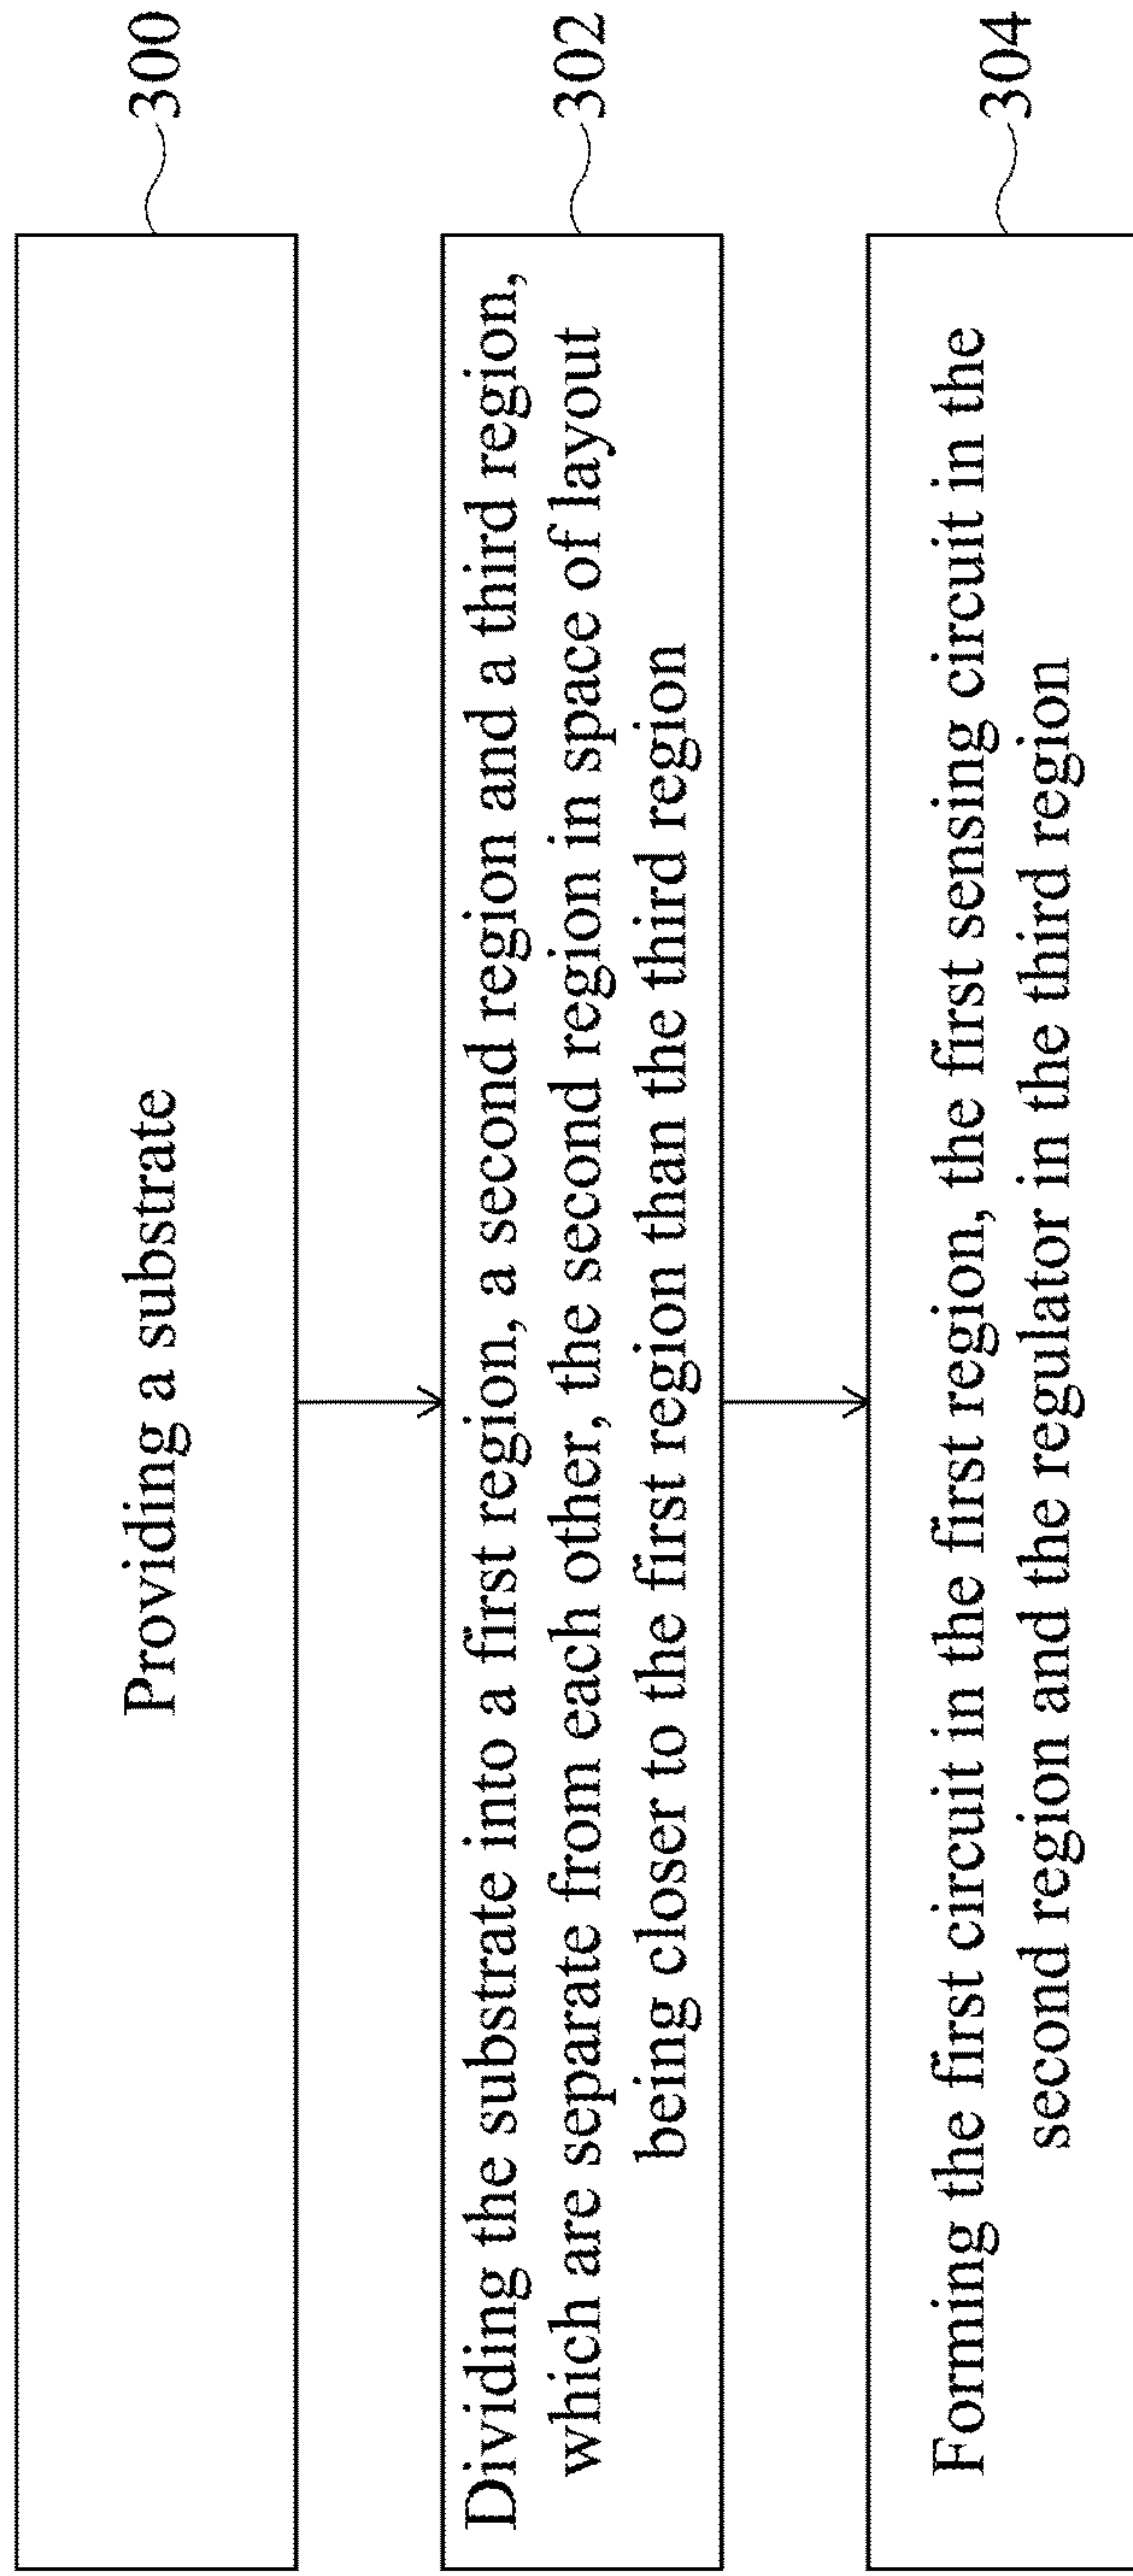 Providing a substrate
300
Dividing the substrate into a first region, a second region and a third region,
which are separate from each other, the second region in space of layout
being closer to the first region than the third region
302
Forming the first circuit in the first region, the first sensing circuit in the
second region and the regulator in the third region
304